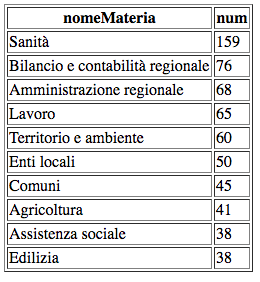 nomeMateria num
Sanità 159
Bilancio e contabilità regionale 76
Amministrazione regionale 68
Lavoro 65
Territorio e ambiente 60
Enti locali 50
Comuni 45
Agricoltura 41
Assistenza sociale 38
Edilizia 38